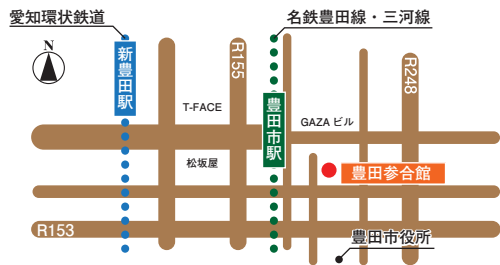 愛知環状鉄道
名鉄豊田線・三河線
N
新豊田駅
R155
豊田市駅
R248
T-FACE
GAZA ビル
松坂屋
豊田参合館
R153
豊田市役所